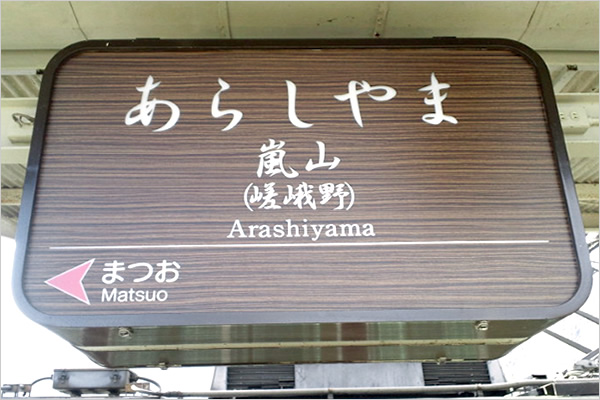 あらしやま
嵐山
(嵯峨野)
Arashiyama
まつお
Matsuo